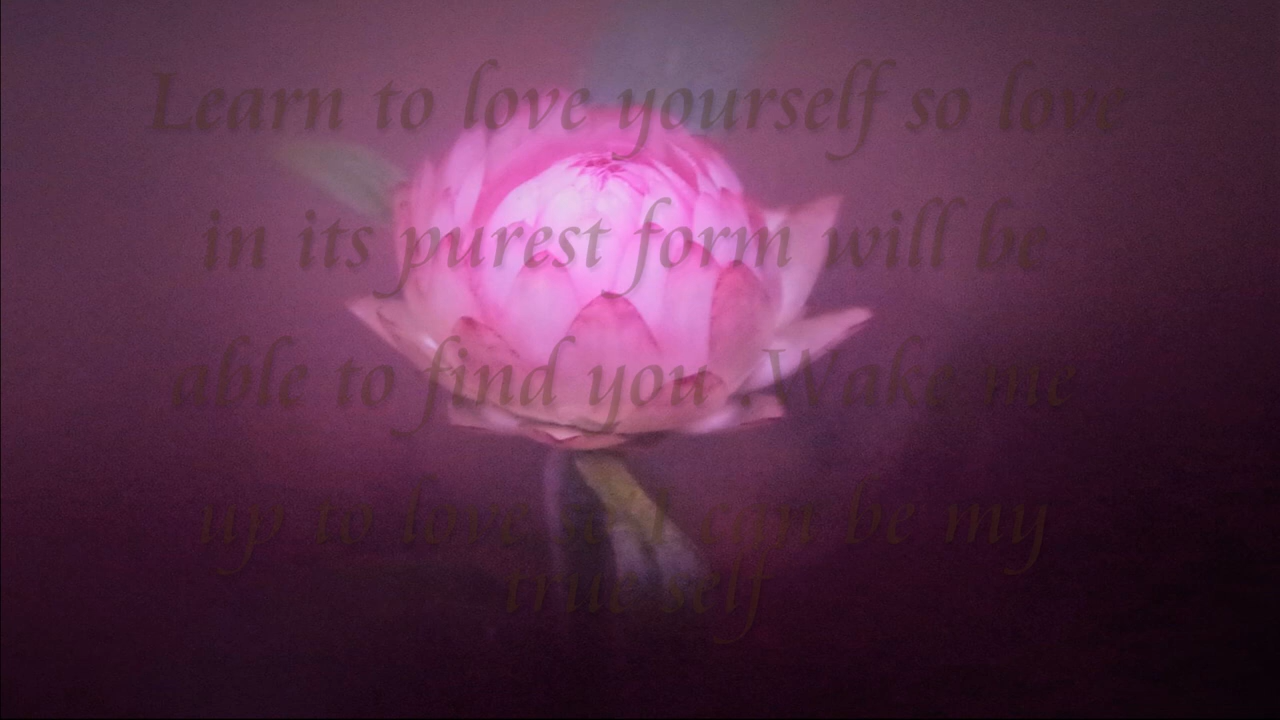 Learn to love yourself so love
in its purest form will be
able to find you . Wake me
up to love so I can be my
true self